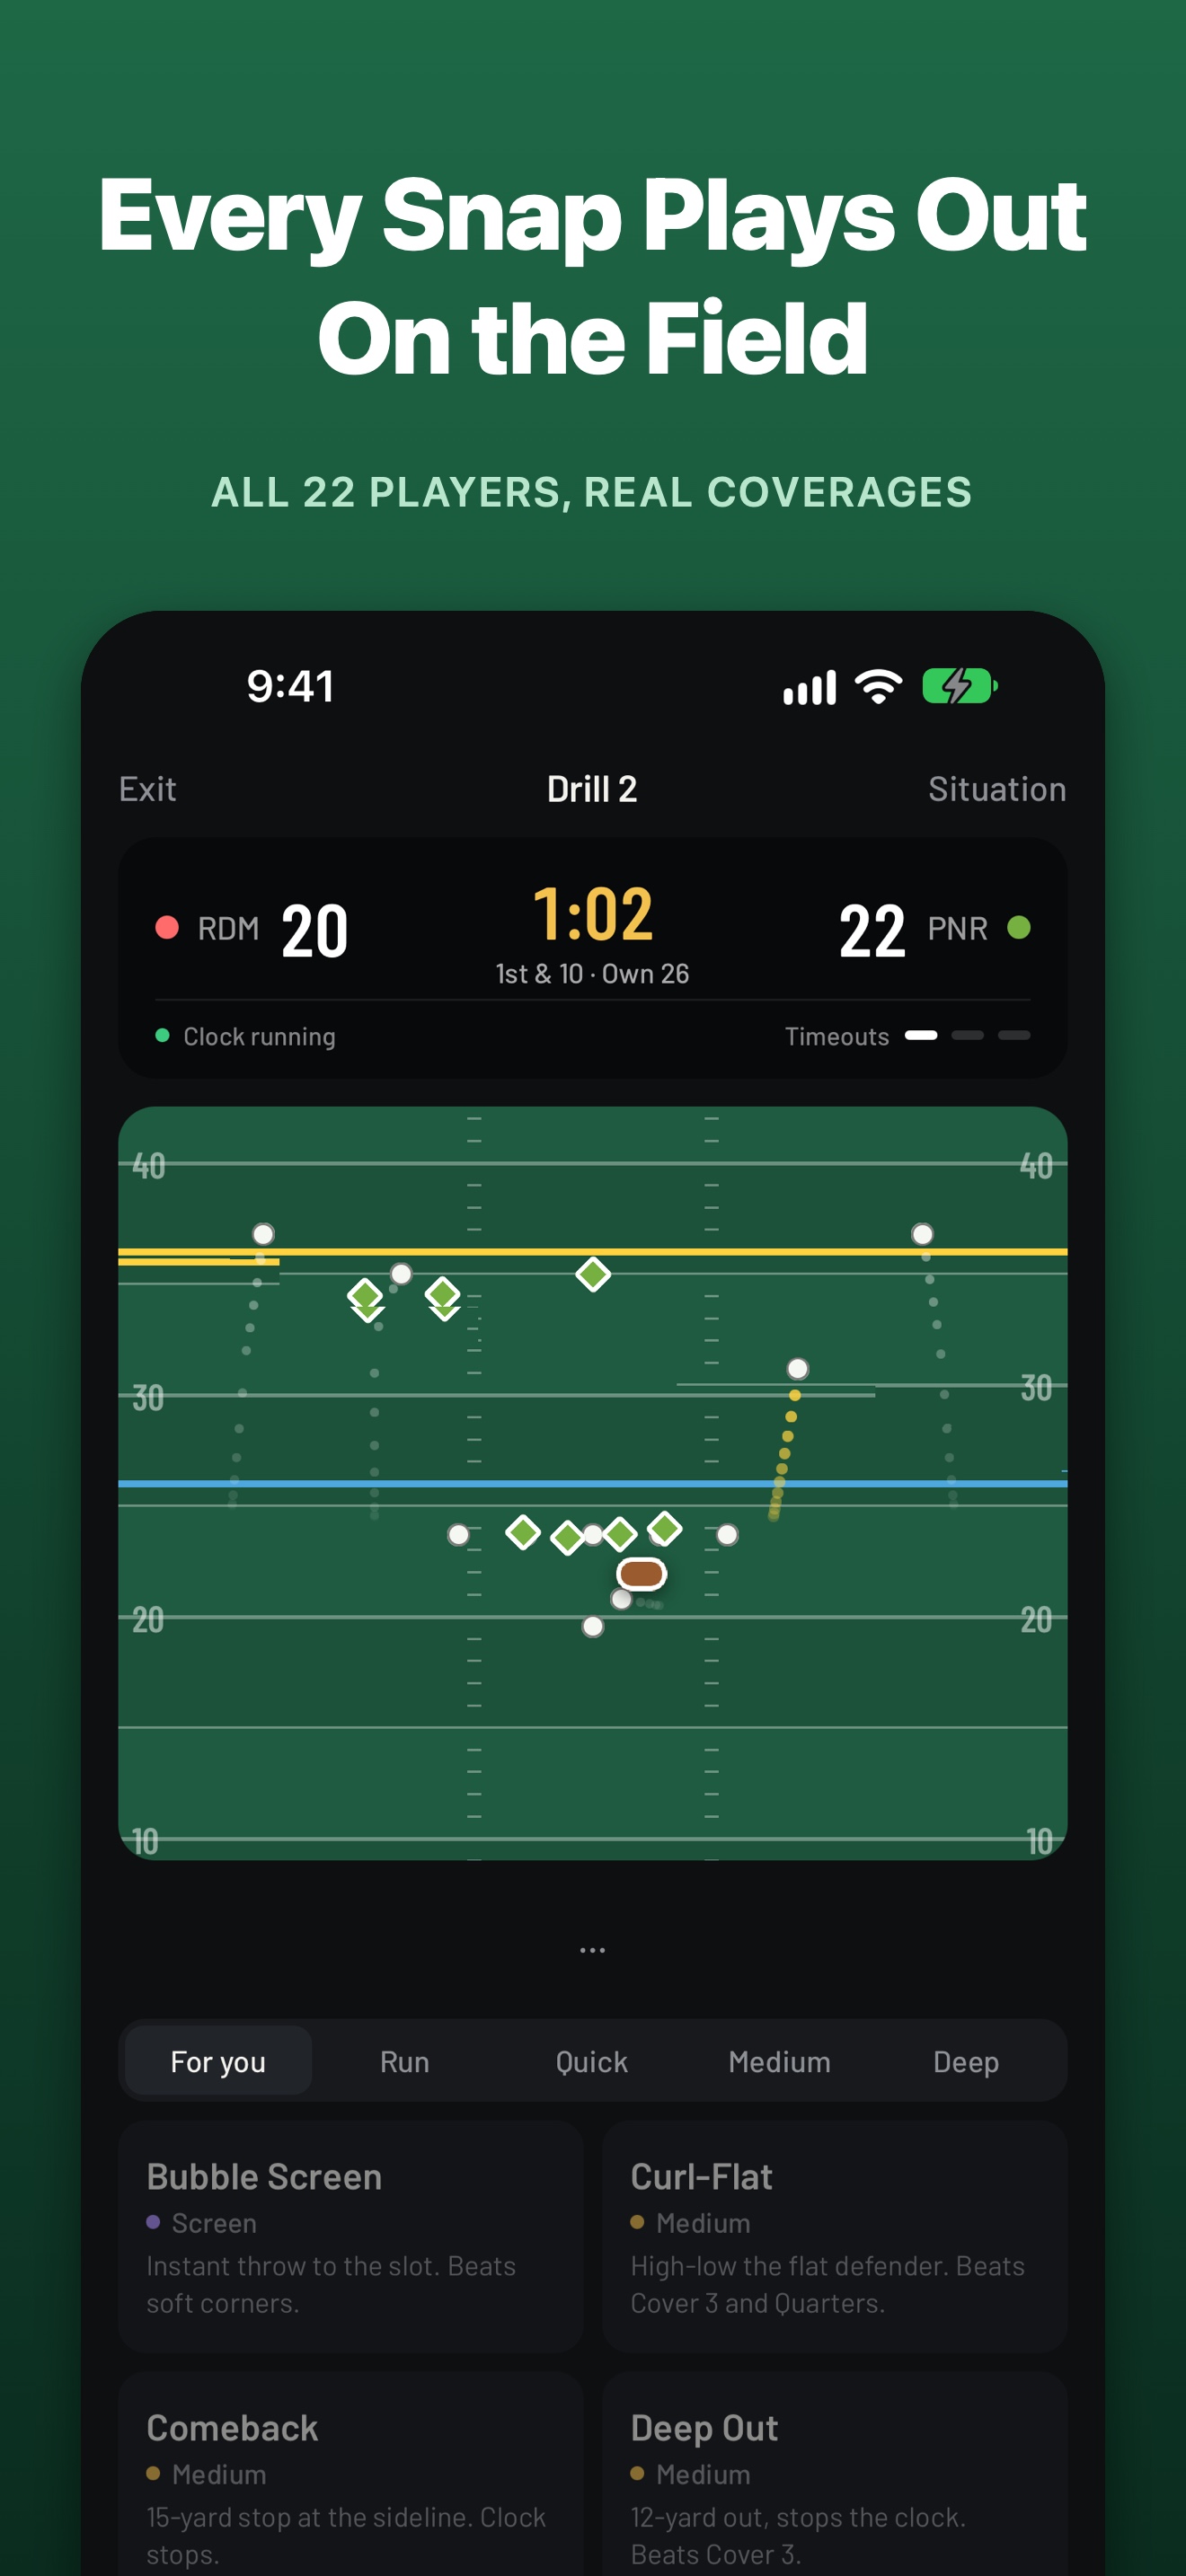 Every Snap Plays Out
On the Field
ALL 22 PLAYERS, REAL COVERAGES
9:41
Exit Drill 2 Situation
RDM 20 1:02 22 PNR
1st & 10 · Own 26
Clock running Timeouts
40 40
30 30
20 20
10 10
...
For you Run Quick Medium Deep
Bubble Screen
Screen
Instant throw to the slot. Beats
soft corners.
Curl-Flat
Medium
High-low the flat defender. Beats
Cover 3 and Quarters.
Comeback
Medium
15-yard stop at the sideline. Clock
stops.
Deep Out
Medium
12-yard out, stops the clock.
Beats Cover 3.